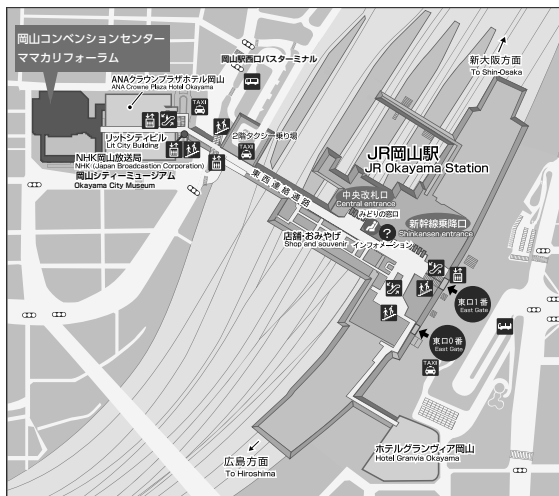 岡山コンベンションセンター
ママカリフォーラム
ANAクラウンプラザホテル岡山
ANA Crowne Plaza Hotel Okayama
岡山駅西口バスターミナル
新大阪方面
To Shin-Osaka
TAXI
リットシティビル
Lit City Building
2階タクシー乗り場
TAXI
NHK岡山放送局
NHK (Japan Broadcastion Corporation)
岡山シティーミュージアム
Okayama City Museum
東西連絡通路
JR岡山駅
JR Okayama Station
中央改札口
Central entrance
みどりの窓口
新幹線乗降口
Shinkansen entrance
?
インフォメーション
店舗・おみやげ
Shop and souvenir
東口1番
East Gate
東口0番
East Gate
TAXI
ホテルグランヴィア岡山
Hotel Granvia Okayama
広島方面
To Hiroshima